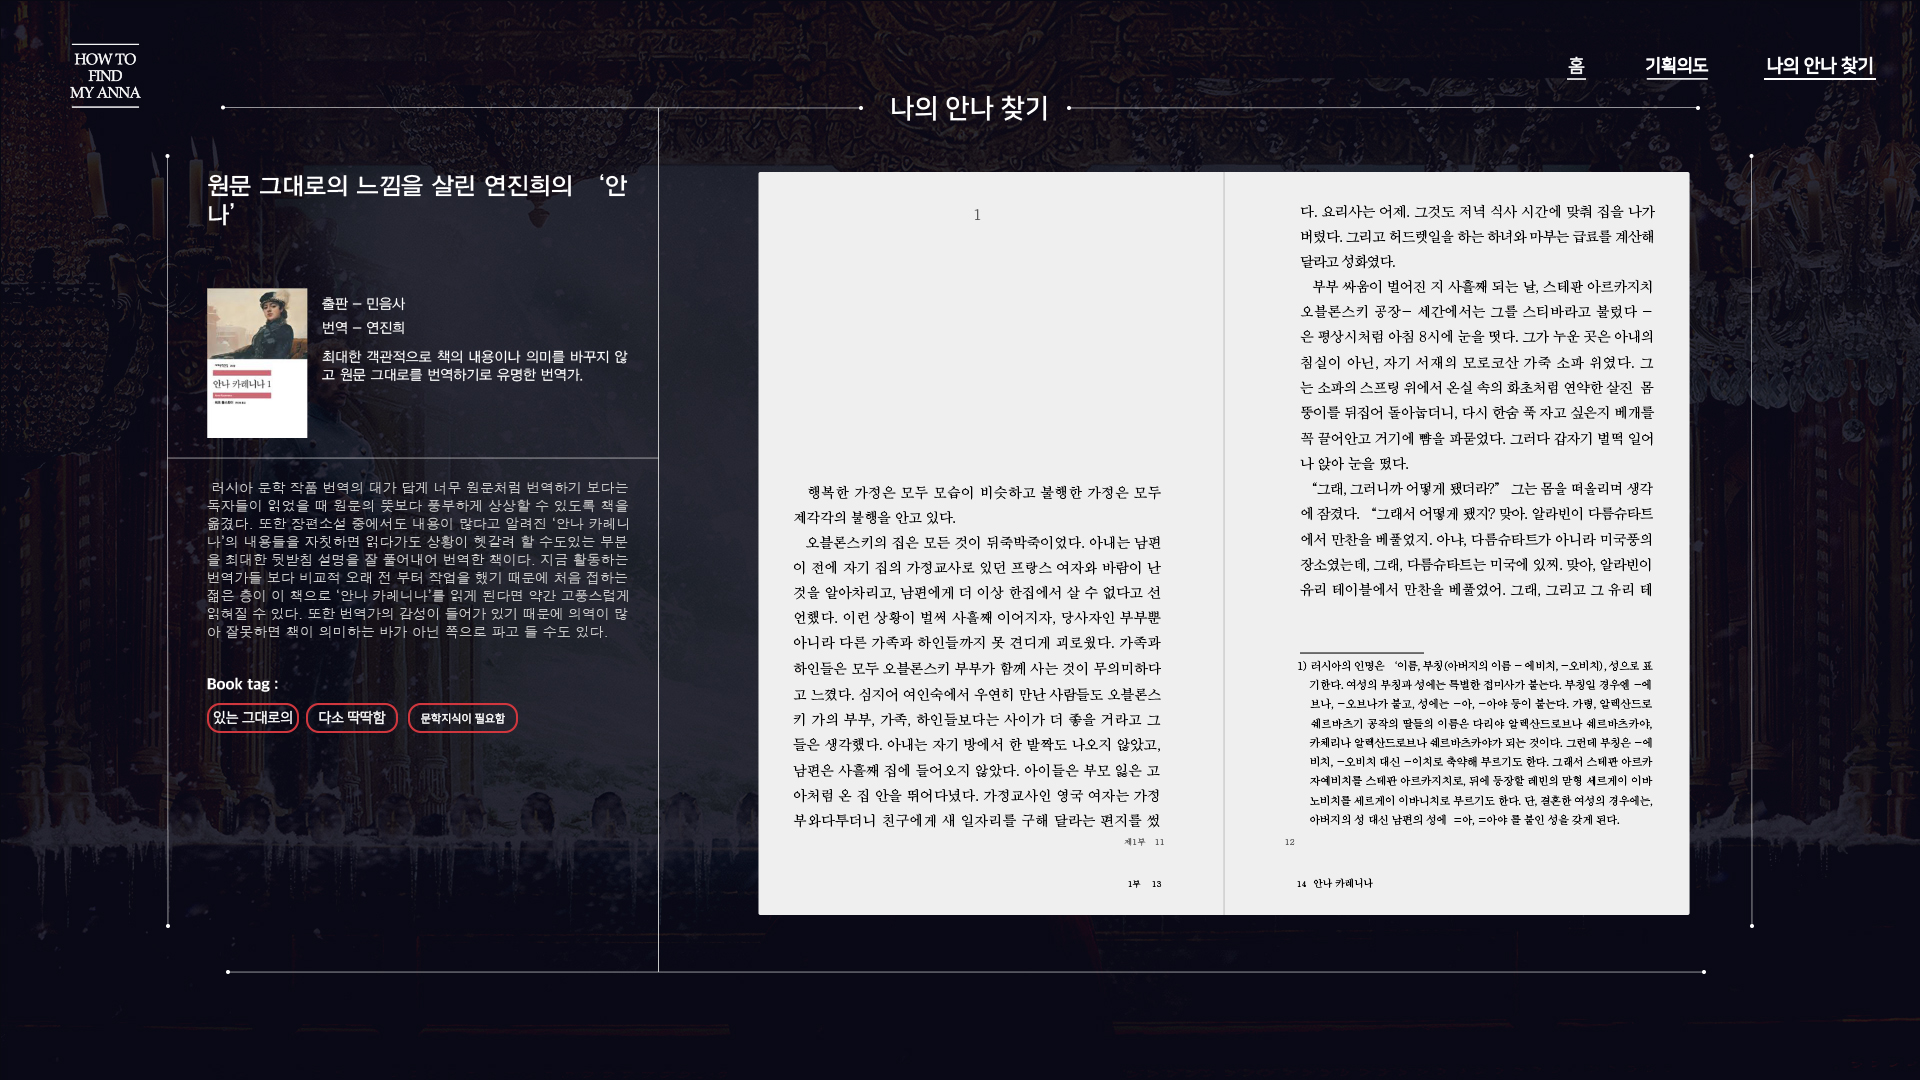 HOW TO
FIND
MY ANNA
홈
기획의도
나의 안나 찾기
나의 안나 찾기
원문 그대로의 느낌을 살린 연진희의 ‘안
나’
출판 – 민음사
번역 – 연진희
최대한 객관적으로 책의 내용이나 의미를 바꾸지 않
고 원문 그대로를 번역하기로 유명한 번역가.
안나 카레니나 1
러시아 문학 작품 번역의 대가 답게 너무 원문처럼 번역하기 보다는
독자들이 읽었을 때 원문의 뜻보다 풍부하게 상상할 수 있도록 책을
옮겼다. 또한 장편소설 중에서도 내용이 많다고 알려진 ‘안나 카레니
나’의 내용들을 자칫하면 읽다가도 상황이 헷갈려 할 수도있는 부분
을 최대한 뒷받침 설명을 잘 풀어내어 번역한 책이다. 지금 활동하는
번역가들 보다 비교적 오래 전 부터 작업을 했기 때문에 처음 접하는
젊은 층이 이 책으로 ‘안나 카레니나’를 읽게 된다면 약간 고풍스럽게
읽혀질 수 있다. 또한 번역가의 감성이 들어가 있기 때문에 의역이 많
아 잘못하면 책이 의미하는 바가 아닌 쪽으로 파고 들 수도 있다.
Book tag :
있는 그대로의
다소 딱딱함
문학지식이 필요함
1
행복한 가정은 모두 모습이 비슷하고 불행한 가정은 모두
제각각의 불행을 안고 있다.
오블론스키의 집은 모든 것이 뒤죽박죽이었다. 아내는 남편
이 전에 자기 집의 가정교사로 있던 프랑스 여자와 바람이 난
것을 알아차리고, 남편에게 더 이상 한집에서 살 수 없다고 선
언했다. 이런 상황이 벌써 사흘째 이어지자, 당사자인 부부뿐
아니라 다른 가족과 하인들까지 못 견디게 괴로웠다. 가족과
하인들은 모두 오블론스키 부부가 함께 사는 것이 무의미하다
고 느꼈다. 심지어 여인숙에서 우연히 만난 사람들도 오블론스
키 가의 부부, 가족, 하인들보다는 사이가 더 좋을 거라고 그
들은 생각했다. 아내는 자기 방에서 한 발짝도 나오지 않았고,
남편은 사흘째 집에 들어오지 않았다. 아이들은 부모 잃은 고
아처럼 온 집 안을 뛰어다녔다. 가정교사인 영국 여자는 가정
부와다투더니 친구에게 새 일자리를 구해 달라는 편지를 썼
제1부 11
1부 13
다. 요리사는 어제. 그것도 저녁 식사 시간에 맞춰 집을 나가
버렸다. 그리고 허드렛일을 하는 하녀와 마부는 급료를 계산해
달라고 성화였다.
부부 싸움이 벌어진 지 사흘째 되는 날, 스테판 아르카지치
오블론스키 공장– 세간에서는 그를 스티바라고 불렀다 –
은 평상시처럼 아침 8시에 눈을 떴다. 그가 누운 곳은 아내의
침실이 아닌, 자기 서재의 모로코산 가죽 소파 위였다. 그
는 소파의 스프링 위에서 온실 속의 화초처럼 연약한 살진 몸
뚱이를 뒤집어 돌아눕더니, 다시 한숨 푹 자고 싶은지 베개를
꼭 끌어안고 거기에 뺨을 파묻었다. 그러다 갑자기 벌떡 일어
나 앉아 눈을 떴다.
“그래, 그러니까 어떻게 됐더라?” 그는 몸을 떠올리며 생각
에 잠겼다. “그래서 어떻게 됐지? 맞아. 알라빈이 다름슈타트
에서 만찬을 베풀었지. 아냐, 다름슈타트가 아니라 미국풍의
장소였는데, 그래, 다름슈타트는 미국에 있찌. 맞아, 알라빈이
유리 테이블에서 만찬을 베풀었어. 그래, 그리고 그 유리 테
1) 러시아의 인명은 ‘이름, 부칭(아버지의 이름 – 에비치, –오비치), 성으로 표
기한다. 여성의 부칭과 성에는 특별한 접미사가 붙는다. 부칭일 경우엔 –에
브나, –오브나가 붙고, 성에는 –아, –아야 등이 붙는다. 가령, 알렉산드로
쉐르바츠기 공작의 딸들의 이름은 다리야 알렉산드로브나 쉐르바츠카야,
카체리나 알렉산드로브나 쉐르바츠카야가 되는 것이다. 그런데 부칭은 –에
비치, –오비치 대신 –이치로 축약해 부르기도 한다. 그래서 스테판 아르카
자예비치를 스테판 아르카지치로, 뒤에 등장할 레빈의 맏형 세르게이 이바
노비치를 세르게이 이바니치로 부르기도 한다. 단, 결혼한 여성의 경우에는,
아버지의 성 대신 남편의 성에 =아, =아야 를 붙인 성을 갖게 된다.
12
14 안나 카레니나